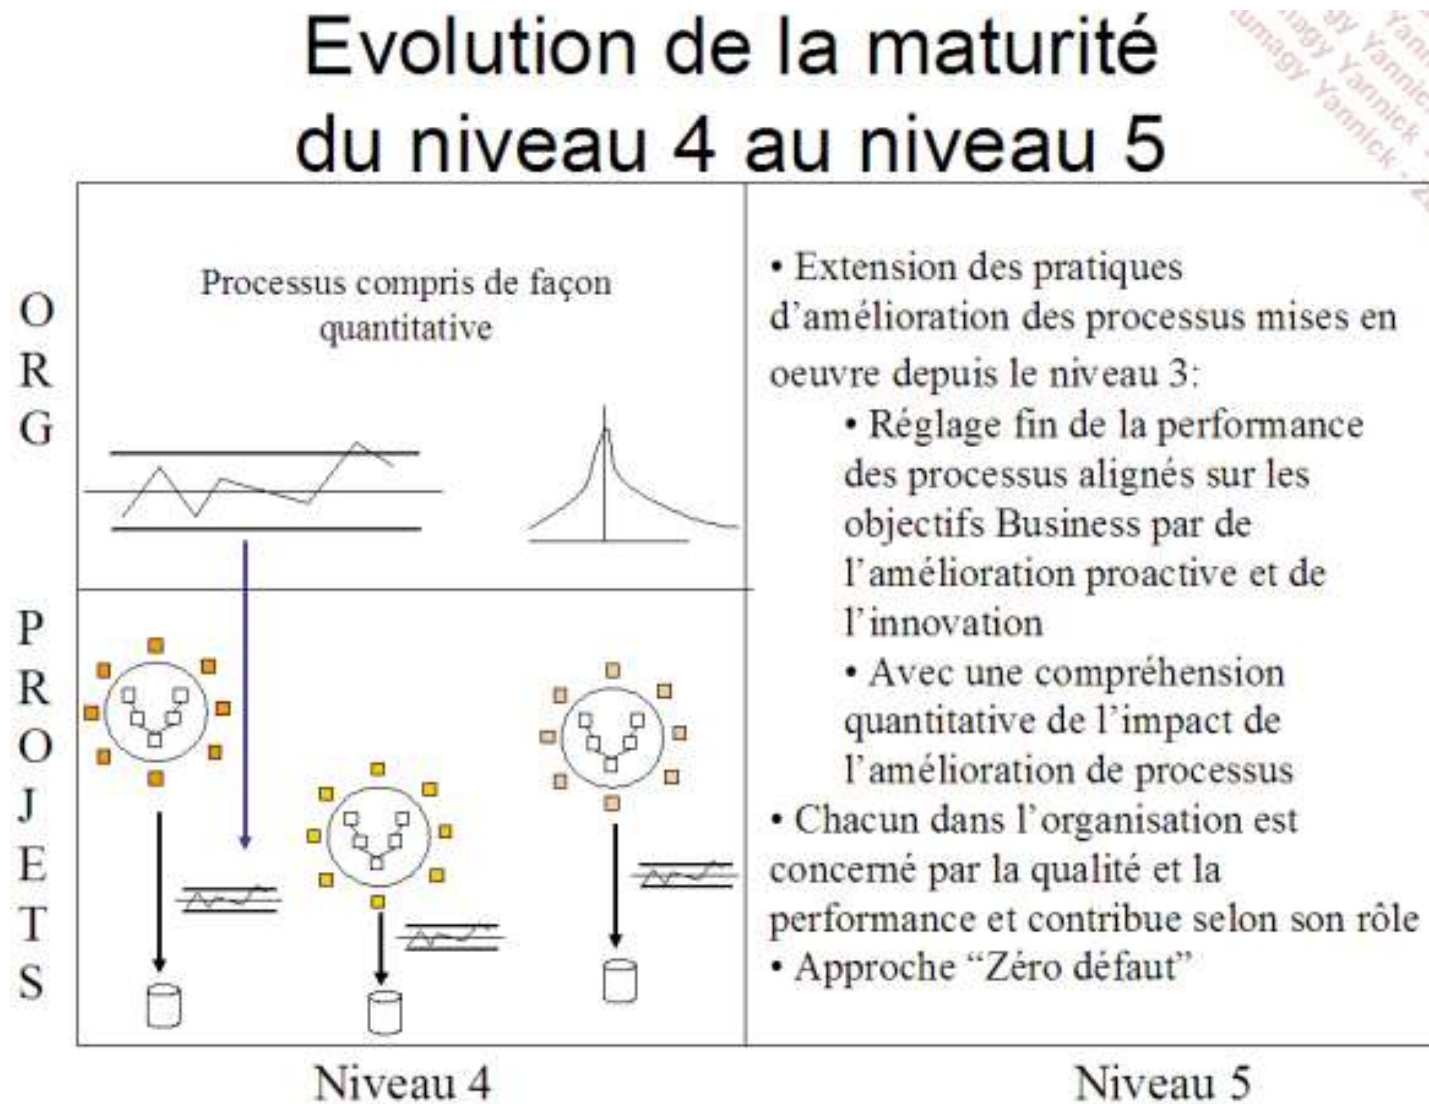 Evolution de la maturité
du niveau 4 au niveau 5
Yannick
umagy Yannick
O
R
G
Processus compris de façon
quantitative
P
R
O
J
E
T
S
• Extension des pratiques
d’amélioration des processus mises en
oeuvre depuis le niveau 3:
• Réglage fin de la performance
des processus alignés sur les
objectifs Business par de
l’amélioration proactive et de
l’innovation
• Avec une compréhension
quantitative de l’impact de
l’amélioration de processus
• Chacun dans l’organisation est
concerné par la qualité et la
performance et contribue selon son rôle
• Approche “Zéro défaut”
Niveau 4
Niveau 5